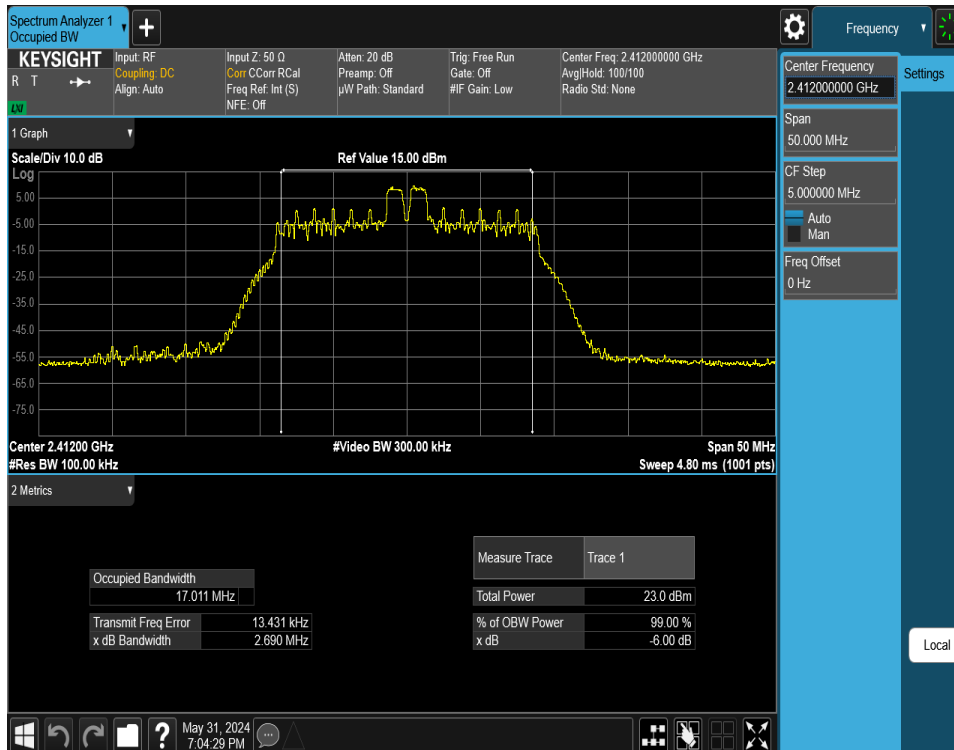 Spectrum Analyzer 1
Occupied BW
+
Frequency
KEYSIGHT
R T
LXI
Input: RF
Coupling: DC
Align: Auto
Input Z: 50 Ω
Corr CCorr RCal
Freq Ref: Int (S)
NFE: Off
Atten: 20 dB
Preamp: Off
µW Path: Standard
Trig: Free Run
Gate: Off
#IF Gain: Low
Center Freq: 2.412000000 GHz
Avg|Hold: 100/100
Radio Std: None
Center Frequency
2.412000000 GHz
Settings
Span
50.000 MHz
CF Step
5.000000 MHz
Auto
Man
Freq Offset
0 Hz
Local
1 Graph
Scale/Div 10.0 dB
Ref Value 15.00 dBm
Log
5.00
-5.00
-15.0
-25.0
-35.0
-45.0
-55.0
-65.0
-75.0
Center 2.41200 GHz
#Video BW 300.00 kHz
Span 50 MHz
#Res BW 100.00 kHz
Sweep 4.80 ms (1001 pts)
2 Metrics
Measure Trace Trace 1
Occupied Bandwidth
17.011 MHz
Total Power 23.0 dBm
Transmit Freq Error 13.431 kHz
% of OBW Power 99.00 %
x dB Bandwidth 2.690 MHz
x dB -6.00 dB
?
May 31, 2024
7:04:29 PM